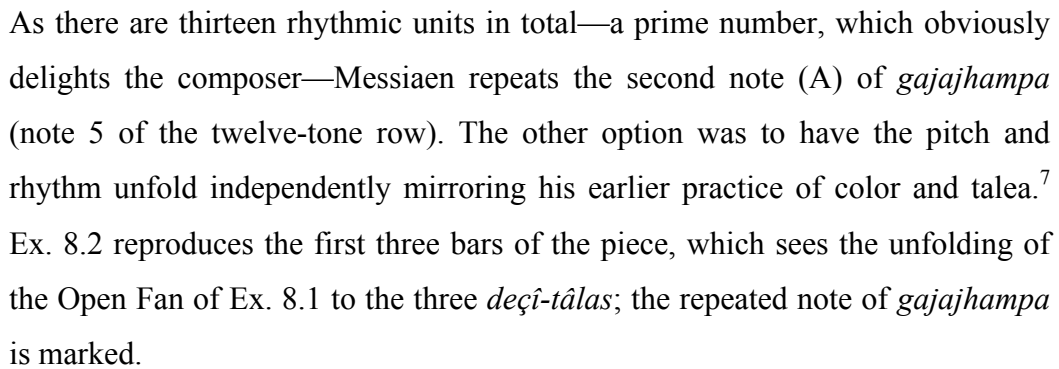 As there are thirteen rhythmic units in total—a prime number, which obviously
delights the composer—Messiaen repeats the second note (A) of gajajhampa
(note 5 of the twelve-tone row). The other option was to have the pitch and
rhythm unfold independently mirroring his earlier practice of color and talea.7
Ex. 8.2 reproduces the first three bars of the piece, which sees the unfolding of
the Open Fan of Ex. 8.1 to the three deçî-tâlas; the repeated note of gajajhampa
is marked.